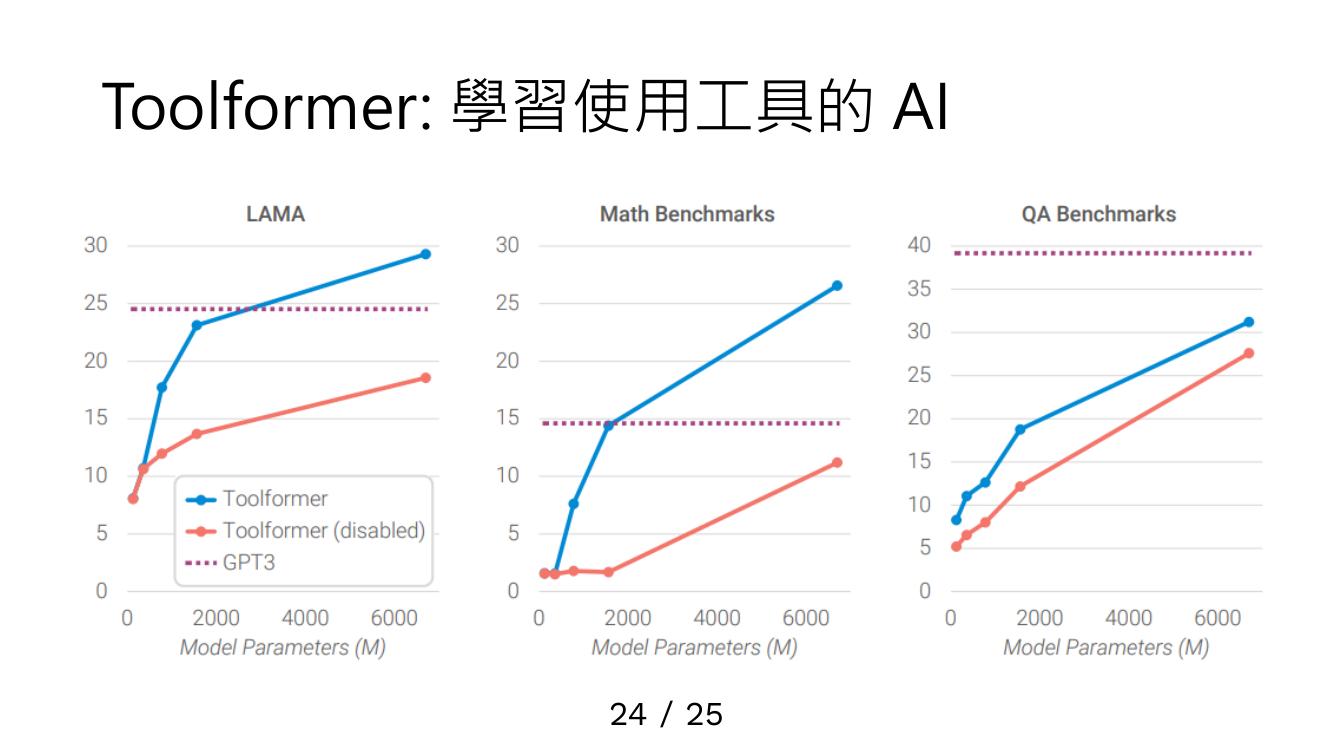 Toolformer: 學習使用工具的 AI
LAMA
30
25
20
15
10
5
0
Toolformer
Toolformer (disabled)
GPT3
0 2000 4000 6000
Model Parameters (M)
Math Benchmarks
30
25
20
15
10
5
0
0 2000 4000 6000
Model Parameters (M)
QA Benchmarks
40
35
30
25
20
15
10
5
0
0 2000 4000 6000
Model Parameters (M)
24 / 25